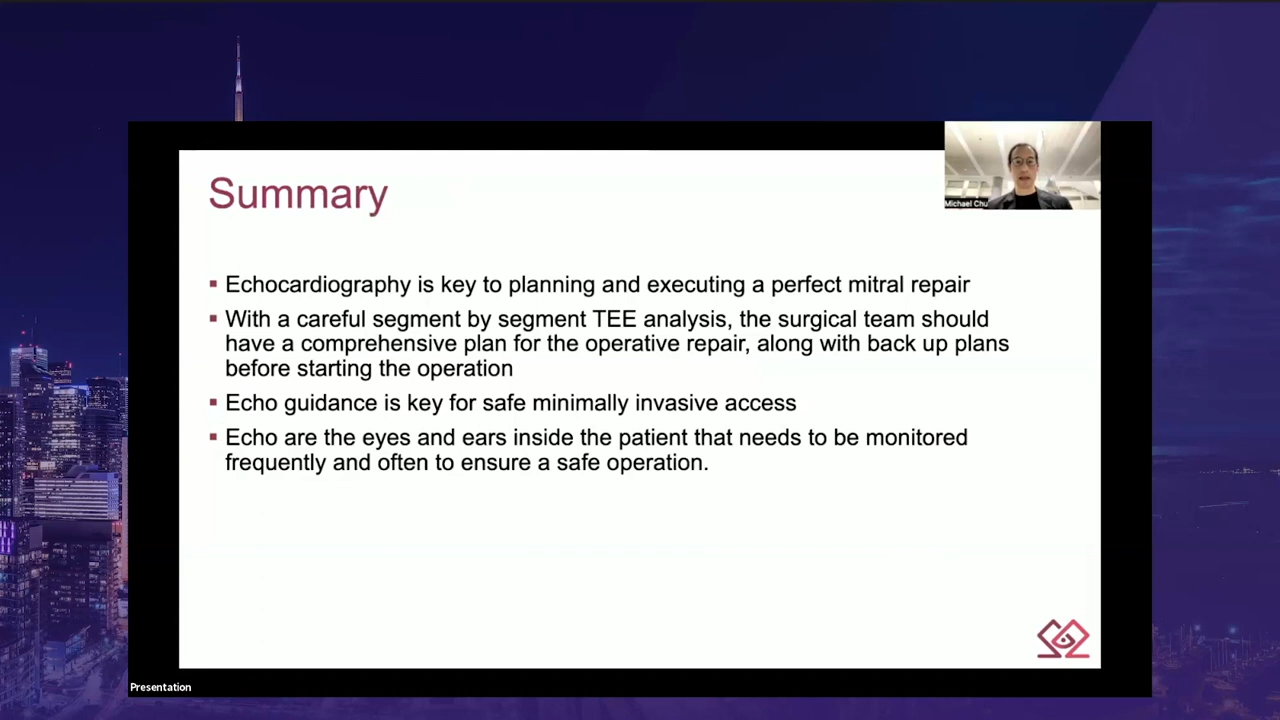 Michael Chu
Summary
▪ Echocardiography is key to planning and executing a perfect mitral repair
▪ With a careful segment by segment TEE analysis, the surgical team should
have a comprehensive plan for the operative repair, along with back up plans
before starting the operation
▪ Echo guidance is key for safe minimally invasive access
▪ Echo are the eyes and ears inside the patient that needs to be monitored
frequently and often to ensure a safe operation.
Presentation